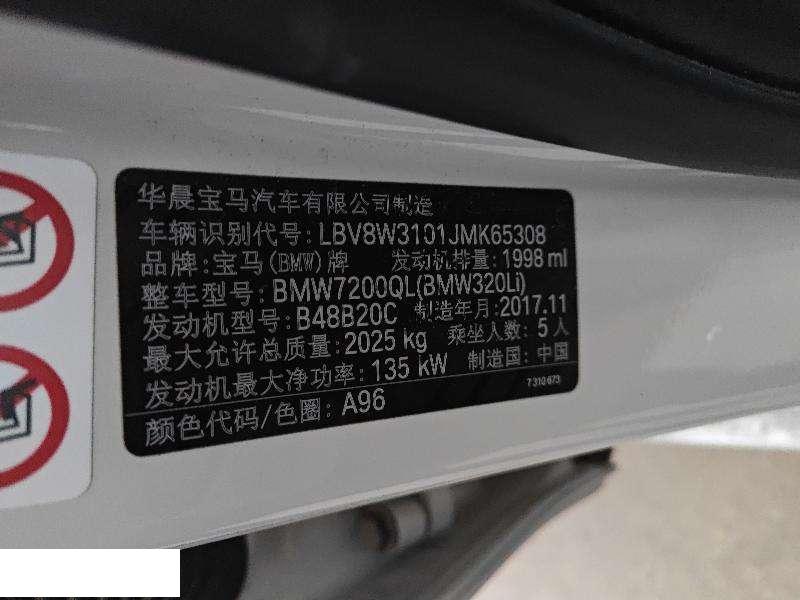 华晨宝马汽车有限公司制造
车辆识别代号: LBV8W3101JMK65308
品牌: 宝马(BMW)牌 发动机排量: 1998 ml
整车型号: BMW7200QL(BMW320Li)
发动机型号: B48B20C 制造年月: 2017.11
最大允许总质量: 2025 kg 乘坐人数: 5 人
发动机最大净功率: 135 kW 制造国: 中国
7 310 673
颜色代码/色圈: A96